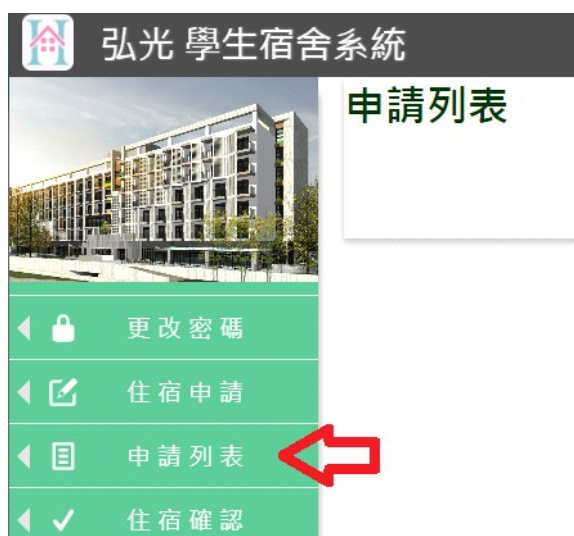 弘光 學生宿舍系統
申請列表
更改密碼
住宿申請
申請列表
住宿確認